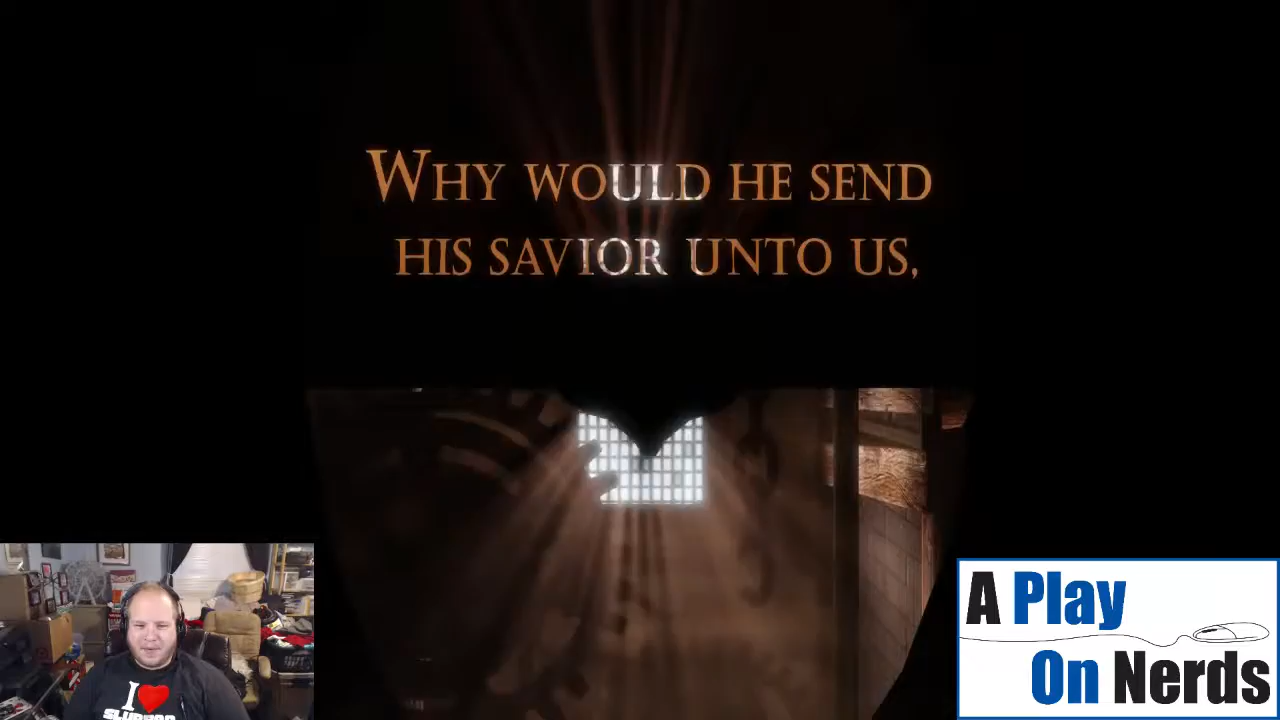 WHY WOULD HE SEND
HIS SAVIOR UNTO US,
A Play
On Nerds
I